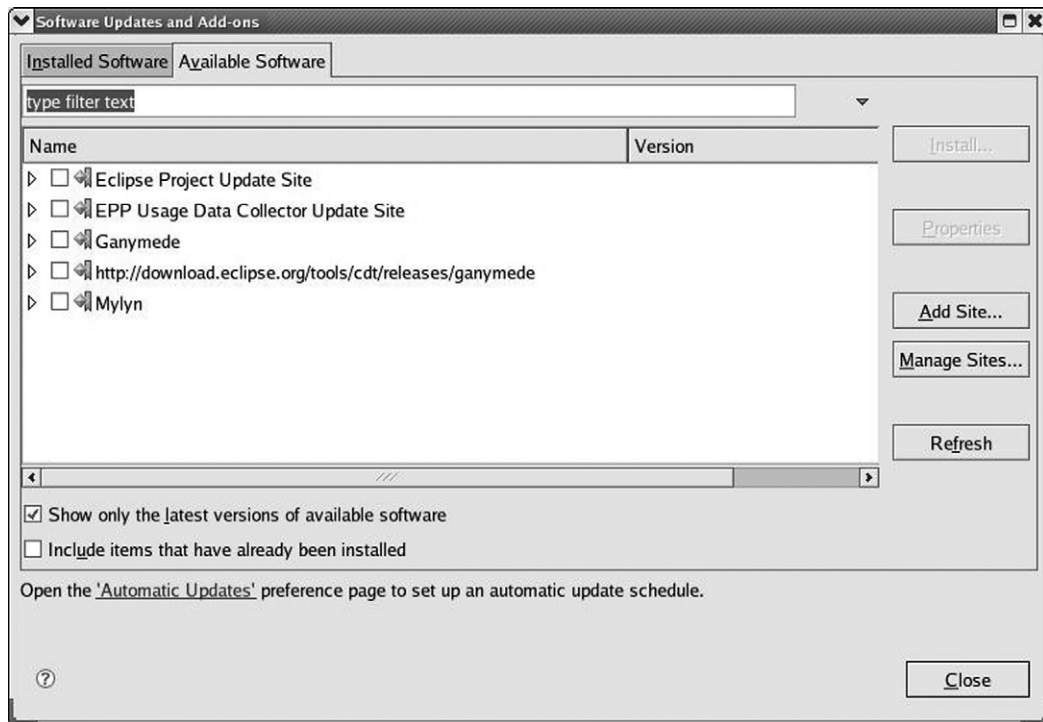 Software Updates and Add-ons
Installed Software Available Software
type filter text
Name Version
Install...
Eclipse Project Update Site
EPP Usage Data Collector Update Site
Properties
Ganymede
http://download.eclipse.org/tools/cdt/releases/ganymede
Mylyn
Add Site...
Manage Sites...
Refresh
Show only the latest versions of available software
Include items that have already been installed
Open the 'Automatic Updates' preference page to set up an automatic update schedule.
?
Close